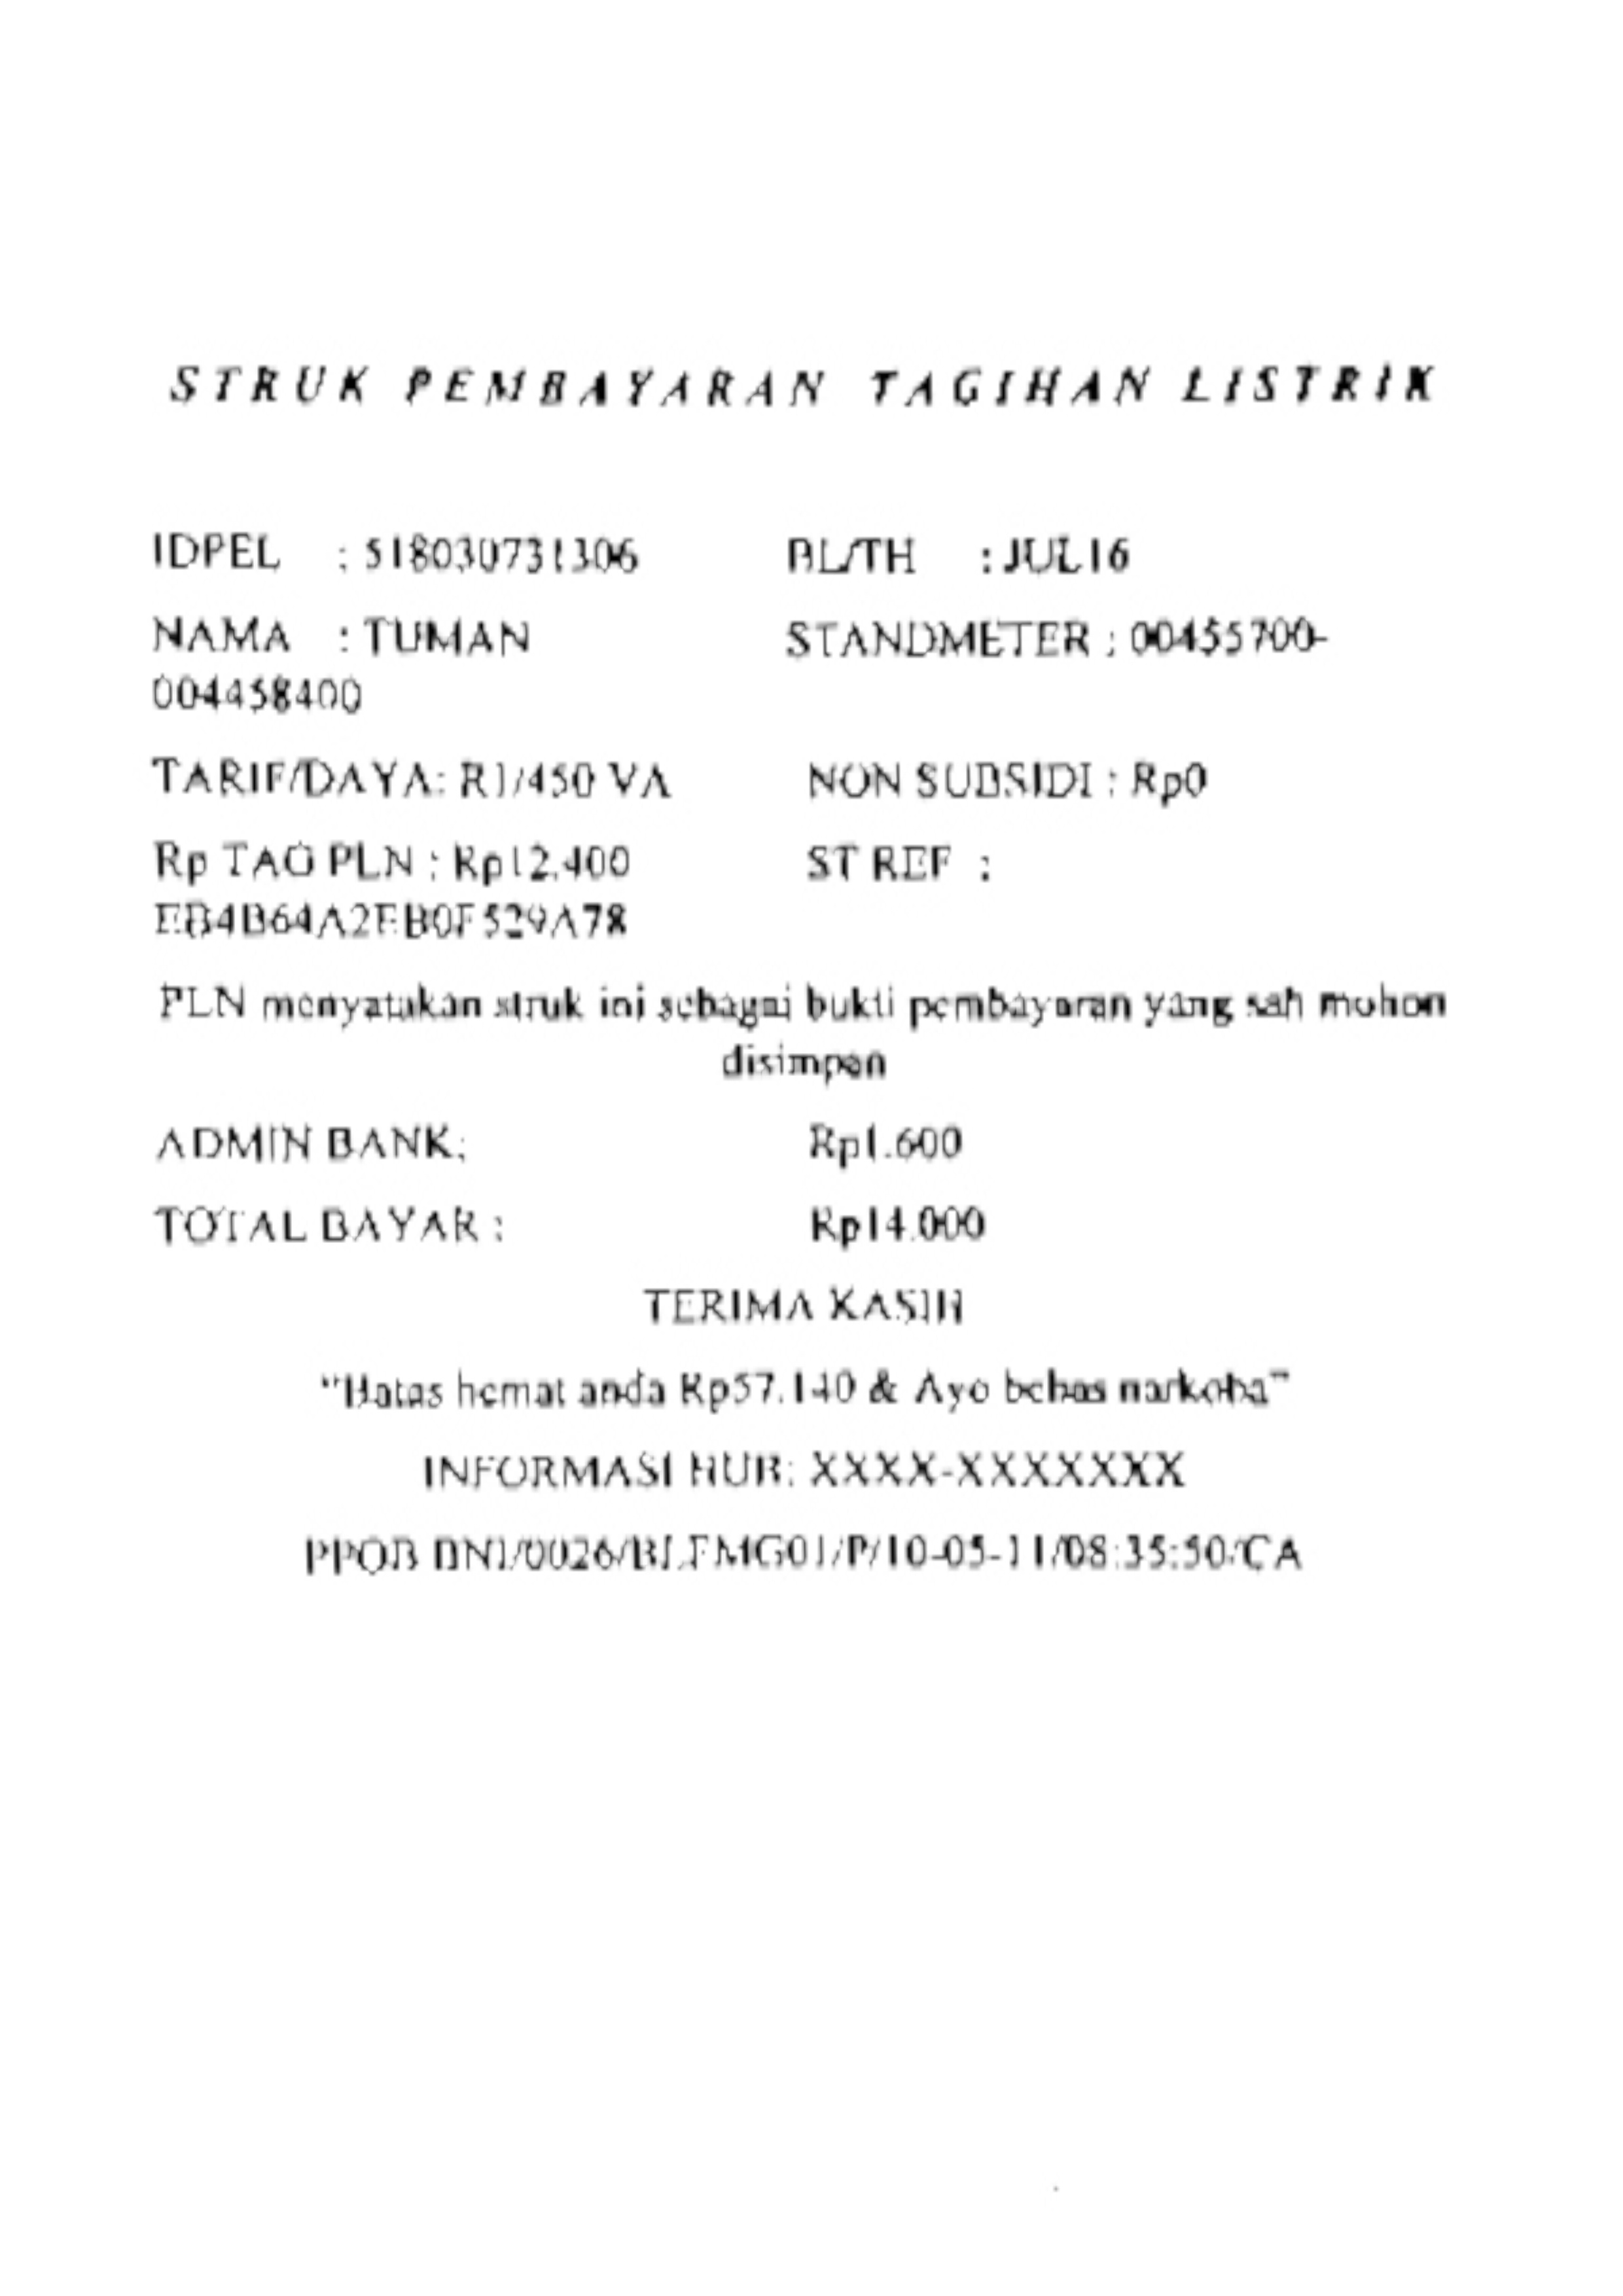 STRUK PEMBAYARAN TAGIHAN LISTRIK
IDPEL : 518030731306 BL/TH : JUL16
NAMA : TUMAN STANDMETER : 00455700-
004458400
TARIF/DAYA: R1/450 VA NON SUBSIDI : Rp0
Rp TAG PLN : Rp12.400 ST REF :
EB4B64A2EB0F529A78
PLN menyatakan struk ini sebagai bukti pembayaran yang sah mohon
disimpan
ADMIN BANK: Rp1.600
TOTAL BAYAR : Rp14.000
TERIMA KASIH
"Batas hemat anda Rp57.140 & Ayo bebas narkoba"
INFORMASI HUB: XXXX-XXXXXXX
PPOB BNI/0026/BLFMG01/P/10-05-11/08:35:50/CA